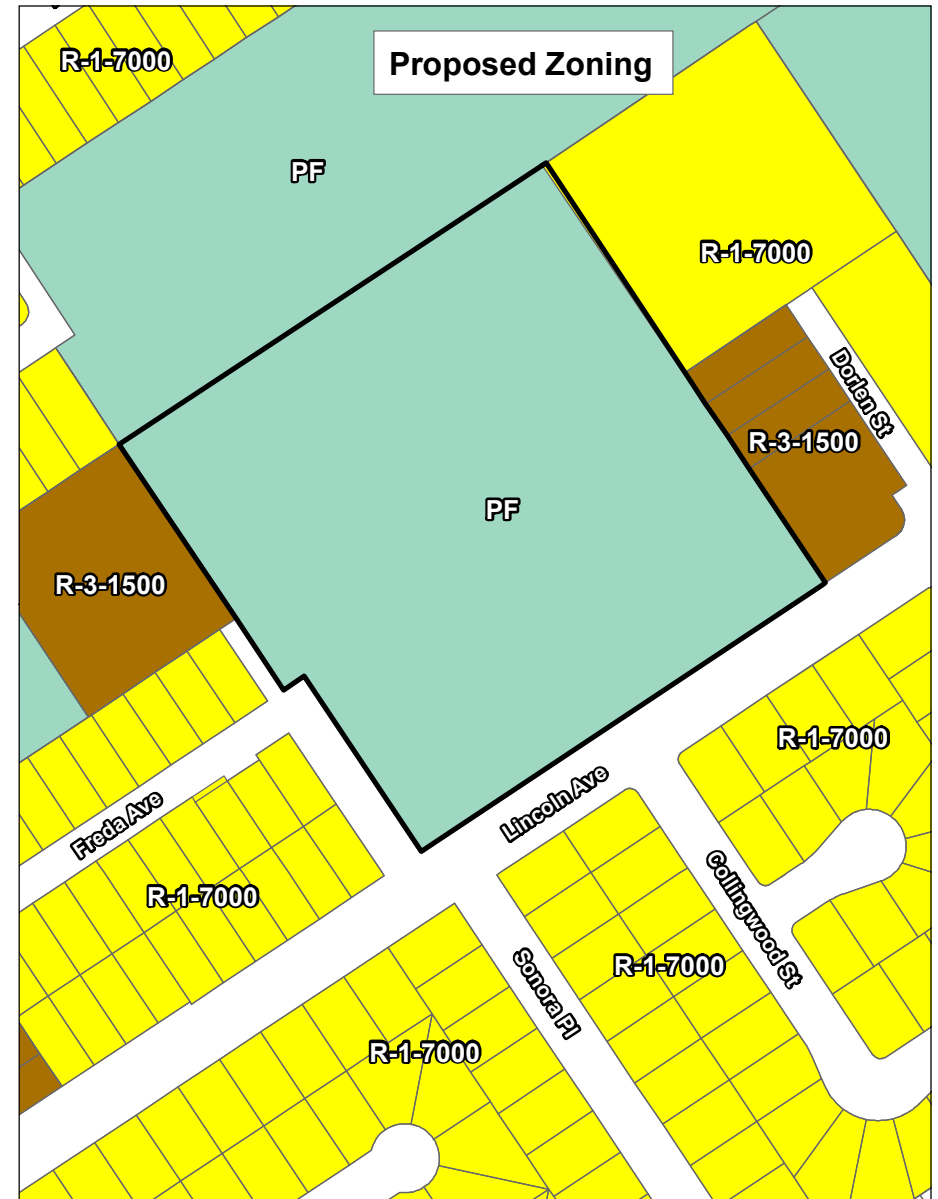 R-1-7000
Proposed Zoning
PF
R-1-7000
Dorlen St
R-3-1500
PF
R-3-1500
R-1-7000
Lincoln Ave
Freda Ave
Collingwood St
R-1-7000
R-1-7000
Sonora Pl
R-1-7000